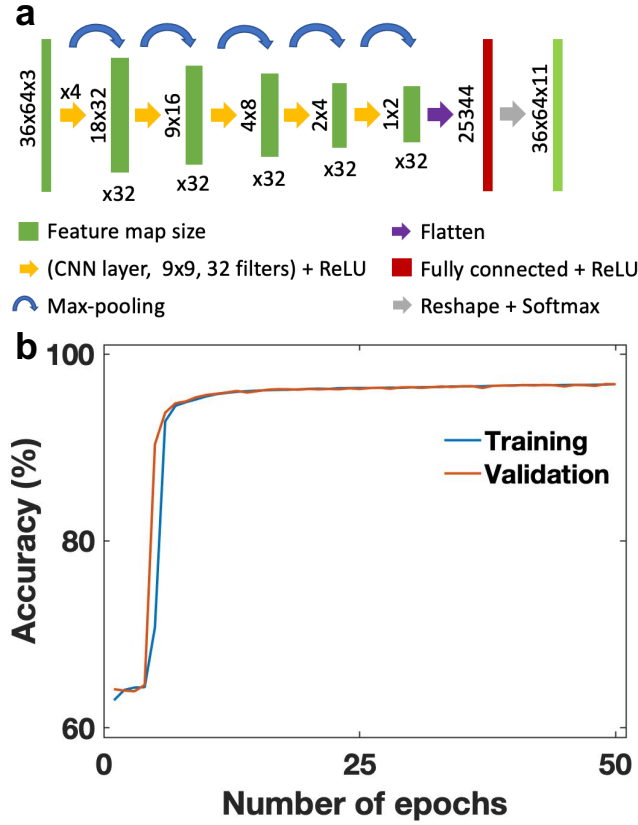 a
36x64x3
x4
18x32
x32
9x16
x32
4x8
x32
2x4
x32
1x2
x32
25344
36x64x11
Feature map size
Flatten
(CNN layer, 9x9, 32 filters) + ReLU
Fully connected + ReLU
Max-pooling
Reshape + Softmax
b
100
80
60
Accuracy (%)
Training
Validation
0
25
50
Number of epochs